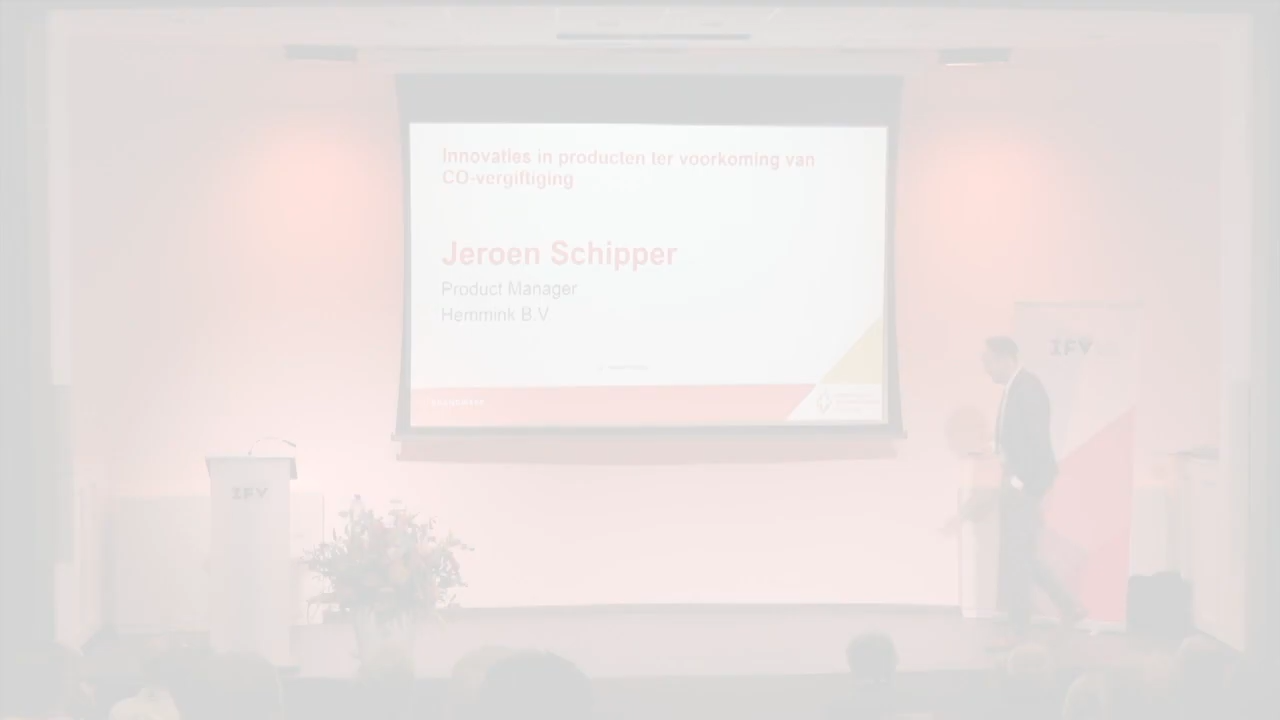 Innovaties in producten ter voorkoming van
CO-vergiftiging
Jeroen Schipper
Product Manager
Hemmink B.V
IFV
IFV